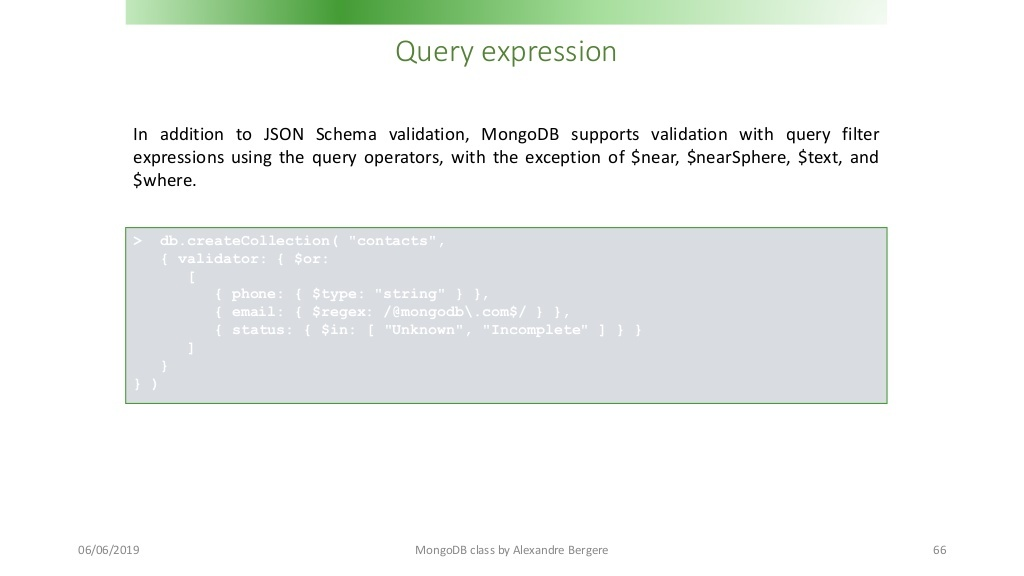 Query expression
In addition to JSON Schema validation, MongoDB supports validation with query filter
expressions using the query operators, with the exception of $near, $nearSphere, $text, and
$where.
> db.createCollection( "contacts",
{ validator: { $or:
[
{ phone: { $type: "string" } },
{ email: { $regex: /@mongodb\.com$/ } },
{ status: { $in: [ "Unknown", "Incomplete" ] } }
]
}
} )
06/06/2019
MongoDB class by Alexandre Bergere
66